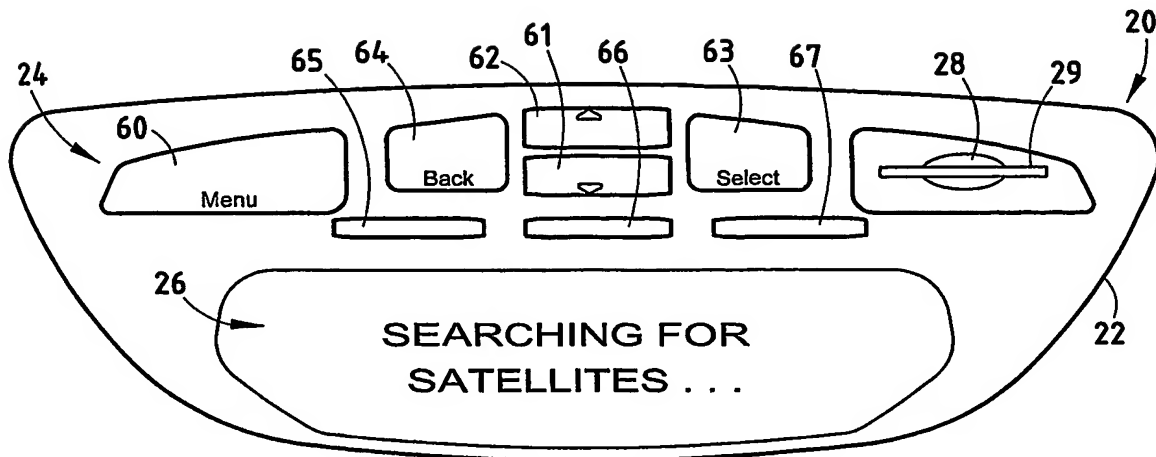 20
61
66
64
62
63
67
28
65
29
24
60
Back
Select
Menu
26
22
SEARCHING FOR
SATELLITES . . .